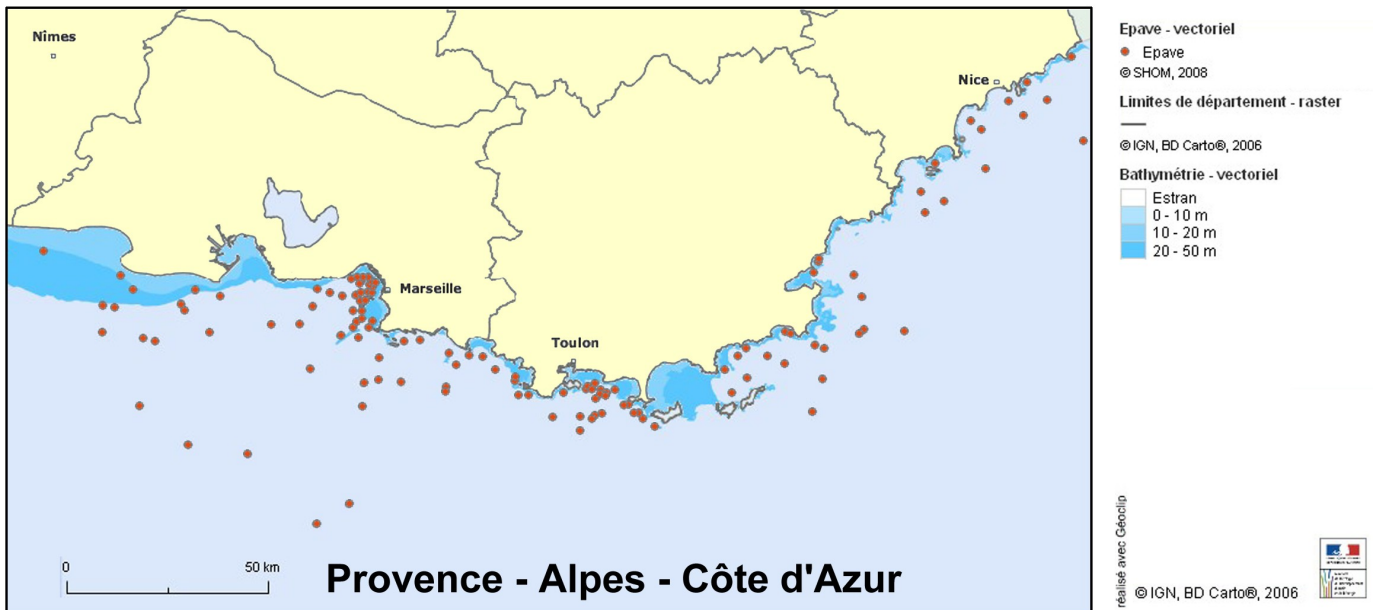 Nîmes
Nice
Marseille
Toulon
0 50 km
Provence - Alpes - Côte d'Azur
Epave - vectoriel
Epave
© SHOM, 2008
Limites de département - raster
© IGN, BD Carto®, 2006
Bathymétrie - vectoriel
Estran
0 - 10 m
10 - 20 m
20 - 50 m
réalisé avec Géoclip
© IGN, BD Carto®, 2006